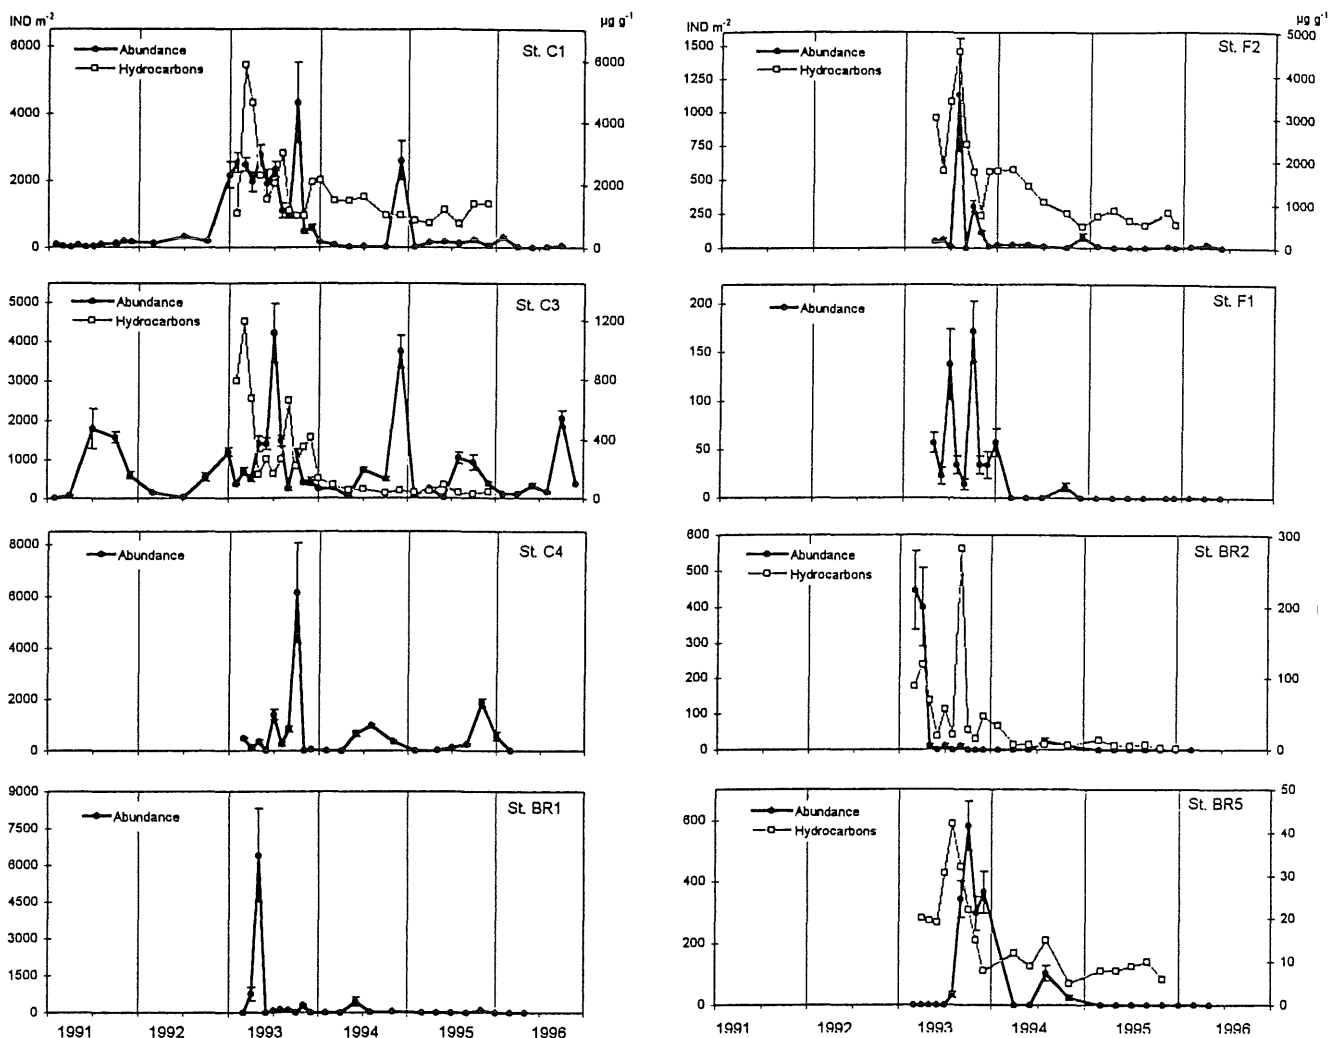 IND m-2
µg g-1
6000
4000
2000
0
Abundance
Hydrocarbons
St. C1
6000
4000
2000
0
5000
4000
3000
2000
1000
0
Abundance
Hydrocarbons
St. C3
1200
800
400
0
8000
6000
4000
2000
0
Abundance
St. C4
9000
7500
6000
4500
3000
1500
0
Abundance
St. BR1
1991 1992 1993 1994 1995 1996
IND m-2
µg g-1
1500
1250
1000
750
500
250
0
Abundance
Hydrocarbons
St. F2
5000
4000
3000
2000
1000
0
200
150
100
50
0
Abundance
St. F1
600
500
400
300
200
100
0
Abundance
Hydrocarbons
St. BR2
300
200
100
0
600
400
200
0
Abundance
Hydrocarbons
St. BR5
50
40
30
20
10
0
1991 1992 1993 1994 1995 1996